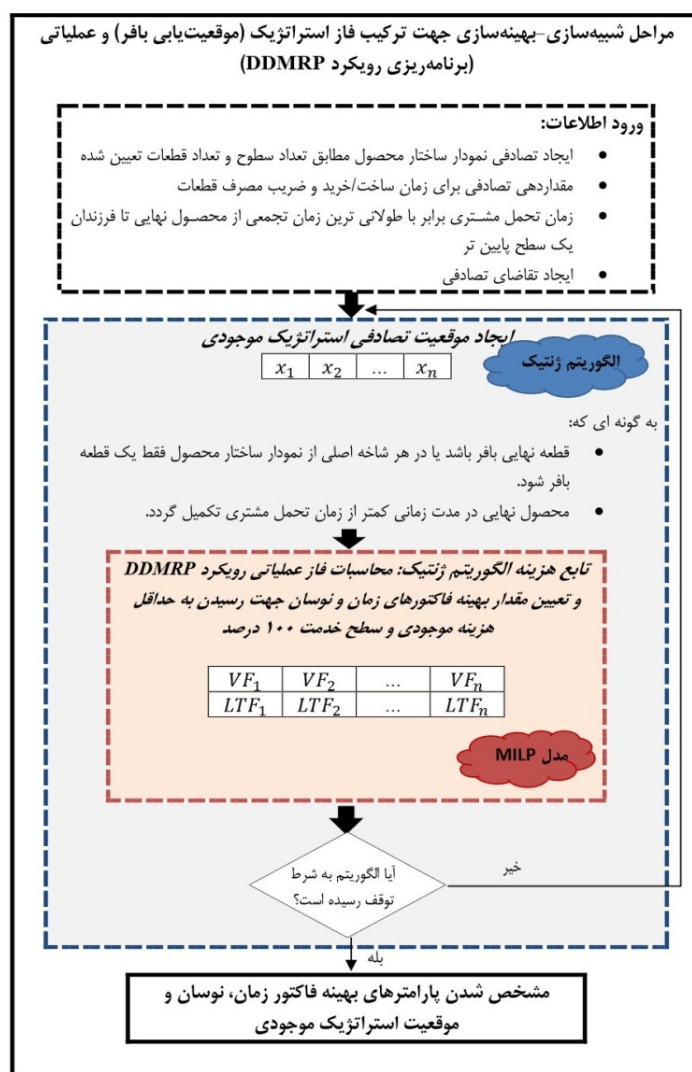 مراحل شبیه‌سازی-بهینه‌سازی جهت ترکیب فاز استراتژیک (موقعیت‌یابی بافر) و عملیاتی
(برنامه‌ریزی رویکرد DDMRP)
ورود اطلاعات:
• ایجاد تصادفی نمودار ساختار محصول مطابق تعداد سطوح و تعداد قطعات تعیین شده
• مقداردهی تصادفی برای زمان ساخت/خرید و ضریب مصرف قطعات
• زمان تحمل مشتری برابر با طولانی ترین زمان تجمعی از محصول نهایی تا فرزندان
یک سطح پایین تر
• ایجاد تقاضای تصادفی
ایجاد موقعیت تصادفی استراتژیک موجودی
الگوریتم ژنتیک
x₁ x₂ ... xₙ
به گونه ای که:
• قطعه نهایی بافر باشد یا در هر شاخه اصلی از نمودار ساختار محصول فقط یک قطعه
بافر شود.
• محصول نهایی در مدت زمانی کمتر از زمان تحمل مشتری تکمیل گردد.
تابع هزینه الگوریتم ژنتیک: محاسبات فاز عملیاتی رویکرد DDMRP
و تعیین مقدار بهینه فاکتورهای زمان و نوسان جهت رسیدن به حداقل
هزینه موجودی و سطح خدمت ۱۰۰ درصد
VF₁ VF₂ ... VFₙ
LTF₁ LTF₂ ... LTFₙ
مدل MILP
آیا الگوریتم به شرط
توقف رسیده است؟
خیر
بله
مشخص شدن پارامترهای بهینه فاکتور زمان، نوسان و
موقعیت استراتژیک موجودی